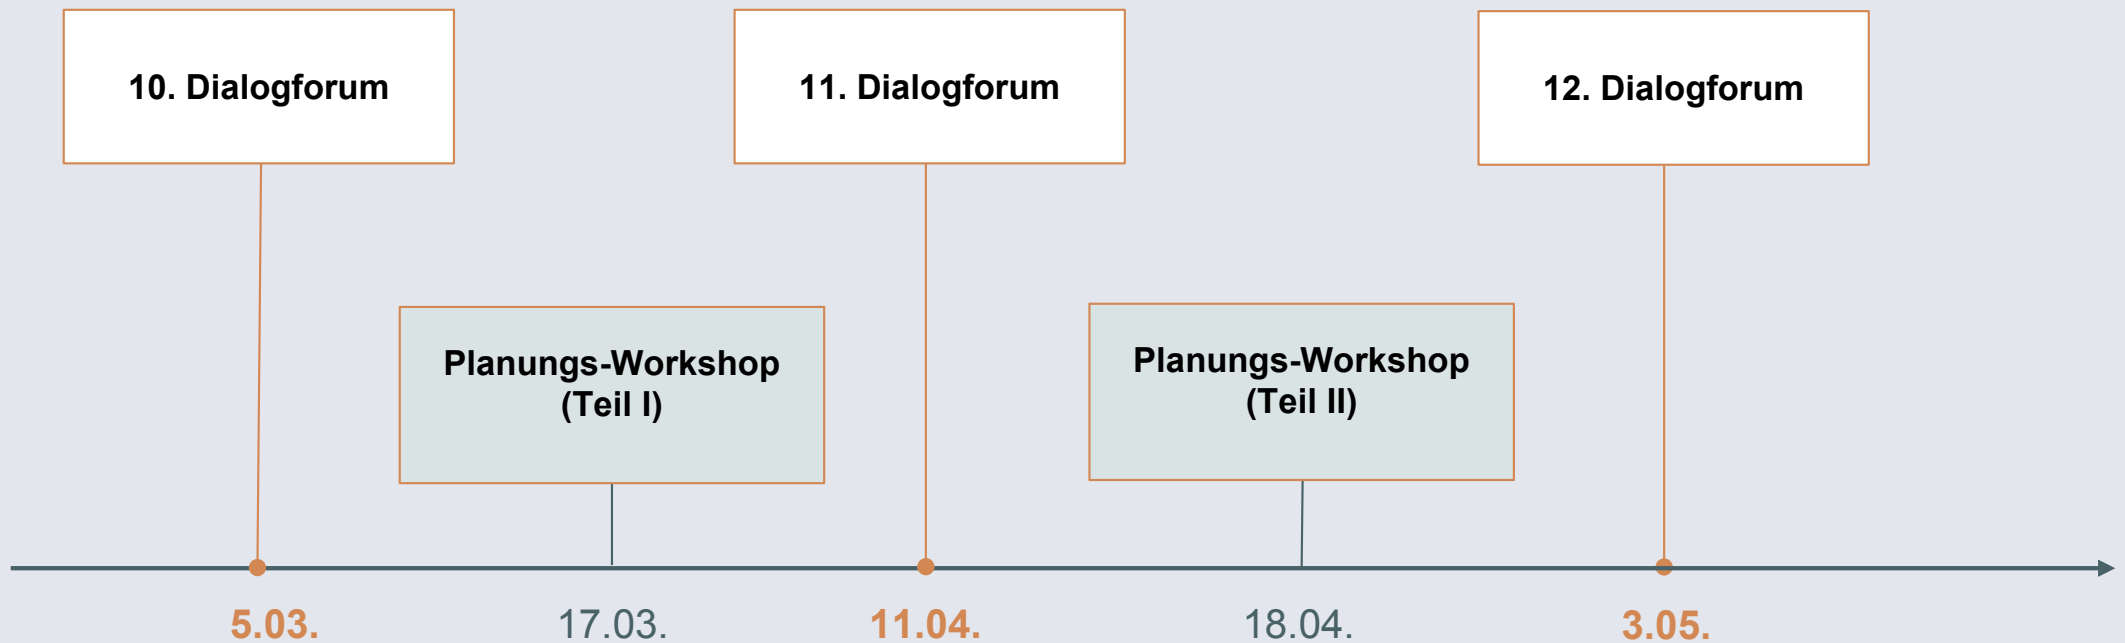 10. Dialogforum
11. Dialogforum
12. Dialogforum
Planungs-Workshop
(Teil I)
Planungs-Workshop
(Teil II)
5.03.
17.03.
11.04.
18.04.
3.05.